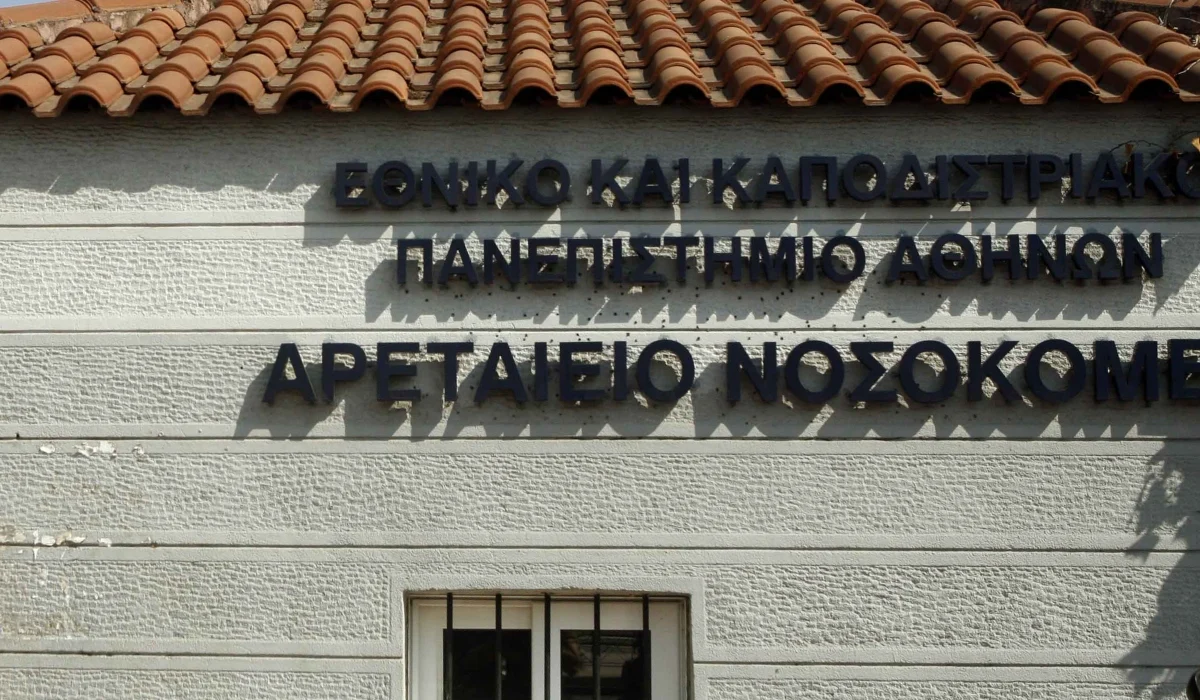 ΕΘΝΙΚΟ ΚΑΙ ΚΑΠΟΔΙΣΤΡΙΑΚΟ
ΠΑΝΕΠΙΣΤΗΜΙΟ ΑΘΗΝΩΝ
ΑΡΕΤΑΙΕΙΟ ΝΟΣΟΚΟΜΕ